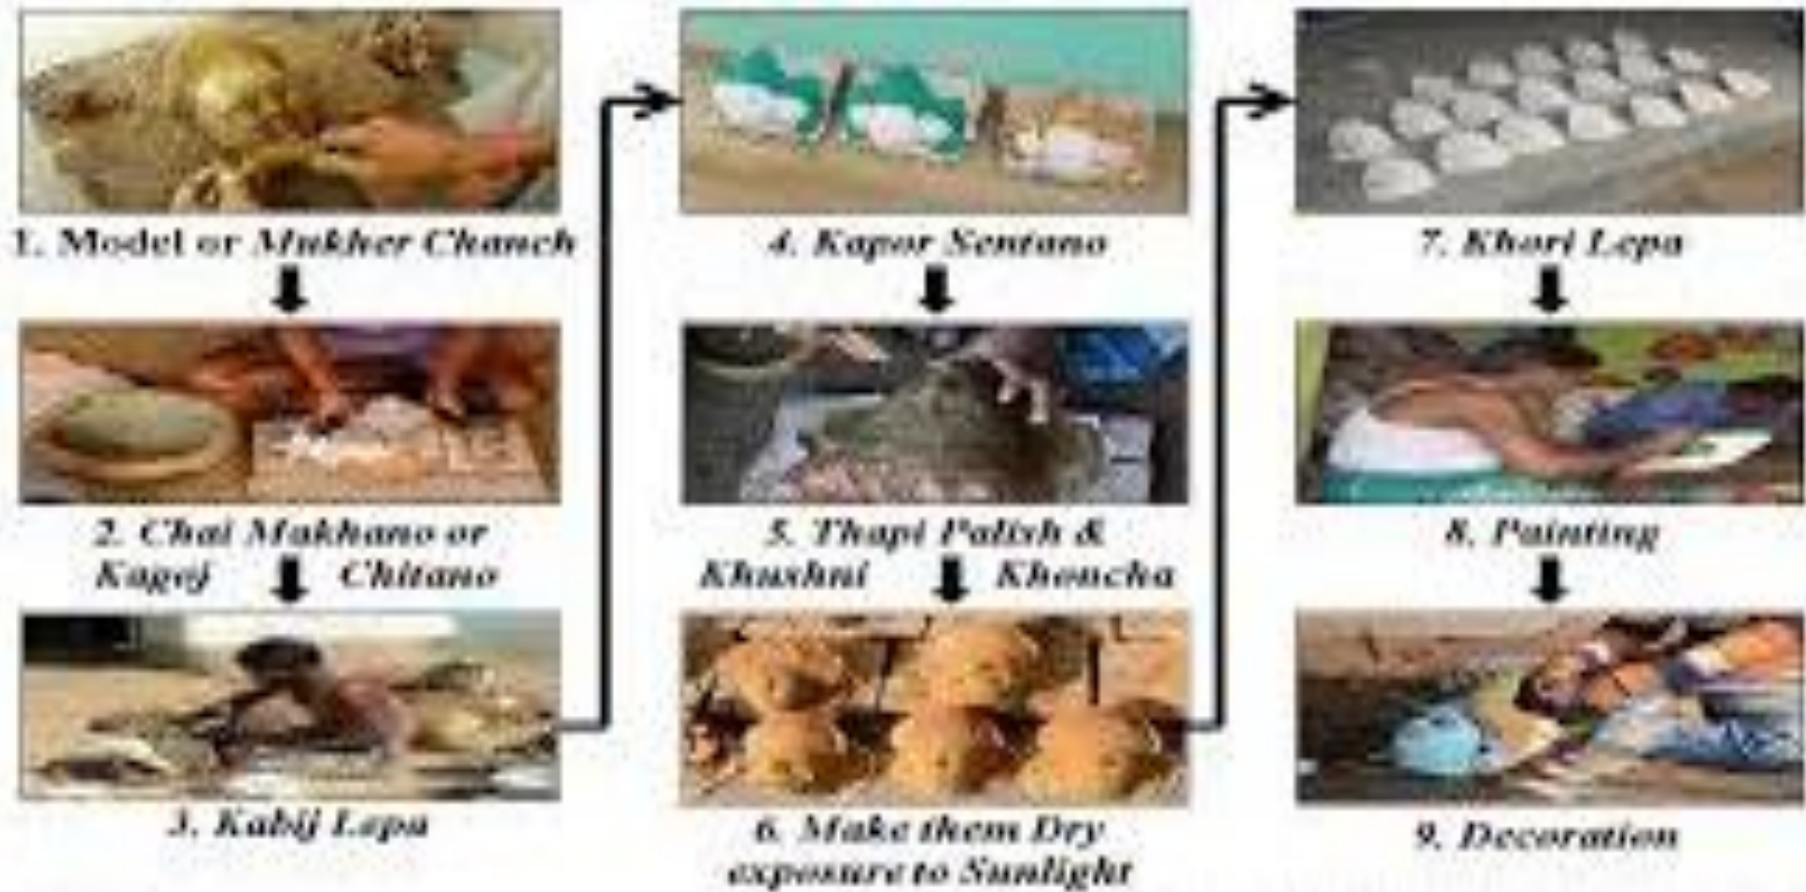 1. Model or Mukher Chanch
2. Chai Makhano or
Kagoj Chitano
3. Kabij Lepa
4. Kapor Sentano
5. Thapi Palish &
Khushni Khoncha
6. Make them Dry
exposure to Sunlight
7. Khori Lepa
8. Painting
9. Decoration